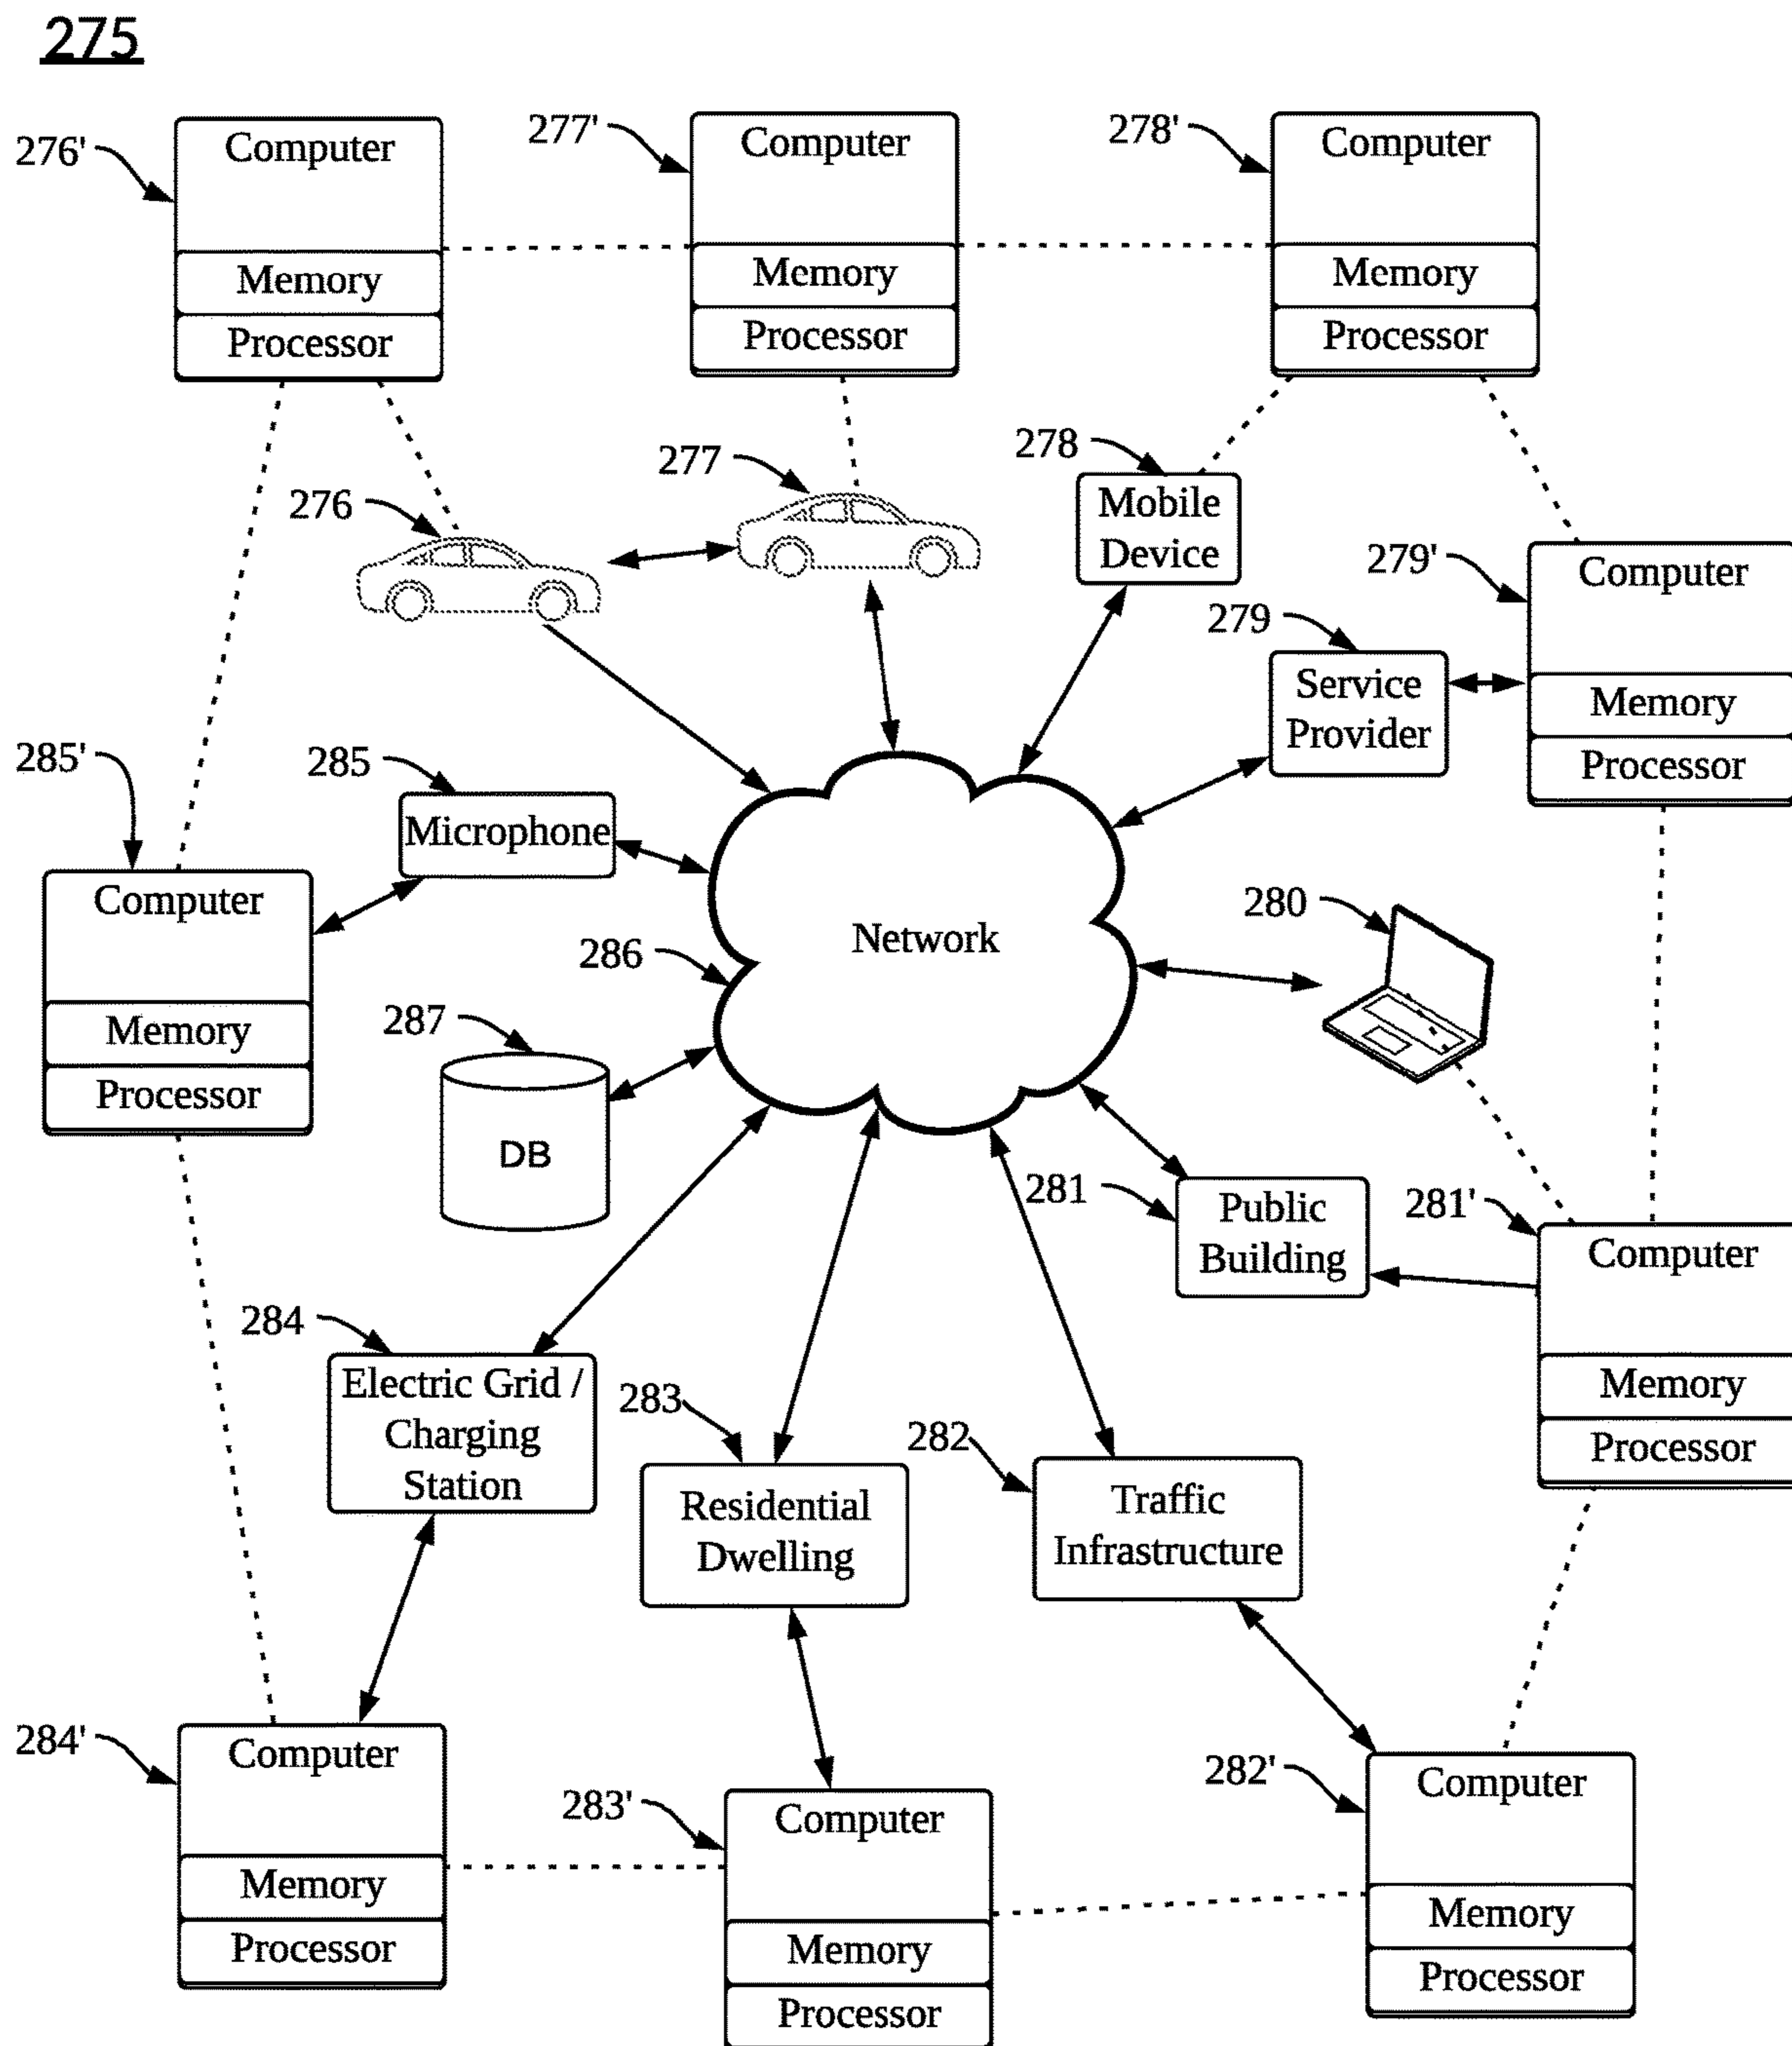 275
276'
Computer
Memory
Processor
277'
Computer
Memory
Processor
278'
Computer
Memory
Processor
276
277
278
Mobile
Device
279'
Computer
Memory
Processor
279
Service
Provider
285'
Computer
Memory
Processor
285
Microphone
286
Network
280
287
DB
281
Public
Building
281'
Computer
Memory
Processor
284
Electric Grid /
Charging
Station
283
Residential
Dwelling
282
Traffic
Infrastructure
284'
Computer
Memory
Processor
283'
Computer
Memory
Processor
282'
Computer
Memory
Processor